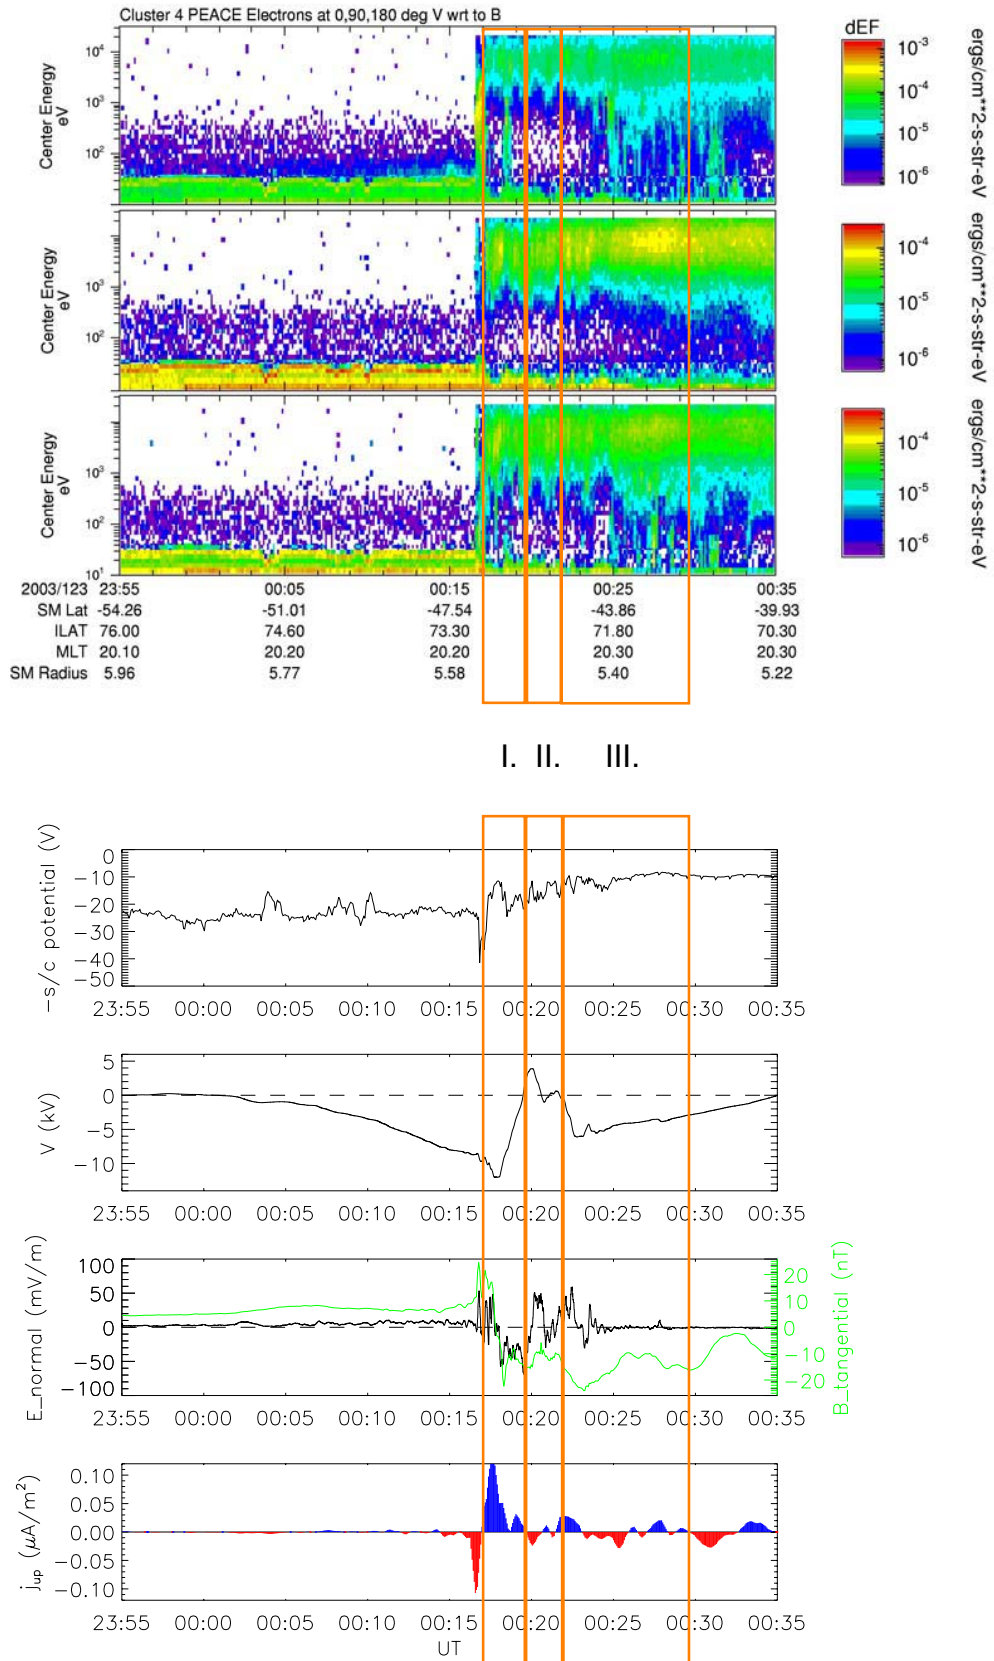 Cluster 4 PEACE Electrons at 0,90,180 deg V wrt to B
Center Energy
eV
10^4
10^3
10^2
dEF
10^-3
10^-4
10^-5
10^-6
ergs/cm**2-s-str-eV
Center Energy
eV
10^3
10^2
10^-4
10^-5
10^-6
ergs/cm**2-s-str-eV
Center Energy
eV
10^3
10^2
10^1
10^-4
10^-5
10^-6
ergs/cm**2-s-str-eV
2003/123 23:55 00:05 00:15 00:25 00:35
SM Lat -54.26 -51.01 -47.54 -43.86 -39.93
ILAT 76.00 74.60 73.30 71.80 70.30
MLT 20.10 20.20 20.20 20.30 20.30
SM Radius 5.96 5.77 5.58 5.40 5.22
I. II. III.
-s/c potential (V)
0
-10
-20
-30
-40
-50
23:55 00:00 00:05 00:10 00:15 00:20 00:25 00:30 00:35
V (kV)
5
0
-5
-10
23:55 00:00 00:05 00:10 00:15 00:20 00:25 00:30 00:35
E_normal (mV/m)
100
50
0
-50
-100
20
10
0
-10
-20
B_tangential (nT)
23:55 00:00 00:05 00:10 00:15 00:20 00:25 00:30 00:35
j_up (μA/m²)
0.10
0.05
0.00
-0.05
-0.10
23:55 00:00 00:05 00:10 00:15 00:20 00:25 00:30 00:35
UT